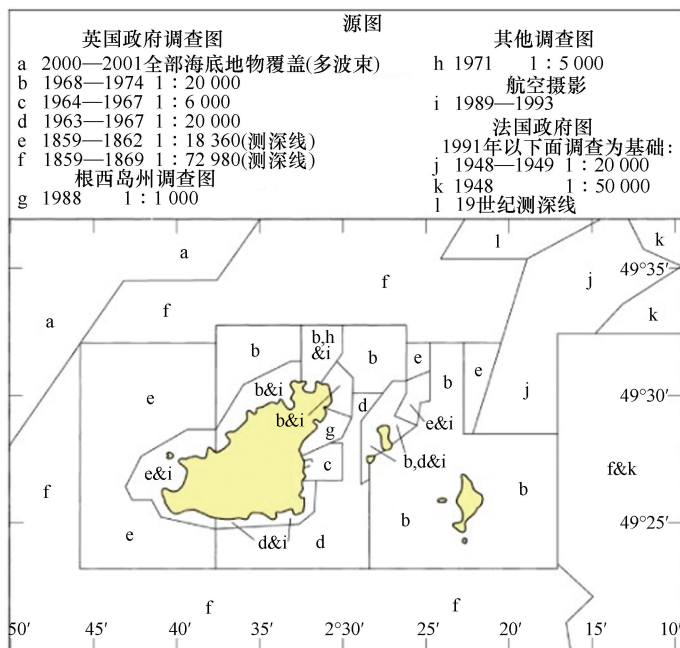 源图
英国政府调查图
a 2000—2001全部海底地物覆盖(多波束)
b 1968—1974 1∶20 000
c 1964—1967 1∶6 000
d 1963—1967 1∶20 000
e 1859—1862 1∶18 360(测深线)
f 1859—1869 1∶72 980(测深线)
根西岛州调查图
g 1988 1∶1 000
其他调查图
h 1971 1∶5 000
航空摄影
i 1989—1993
法国政府图
1991年以下面调查为基础:
j 1948—1949 1∶20 000
k 1948 1∶50 000
l 19世纪测深线
a
l
k
49°35′
f
f
j
a
k
b
b,h
&i
b
e
b
e
j
49°30′
e
b&i
b&i
d
e&i
g
c
b,d&i
e&i
f
f&k
b
b
49°25′
e
d&i
d
f
f
50′ 45′ 40′ 35′ 2°30′ 25′ 20′ 15′ 10′